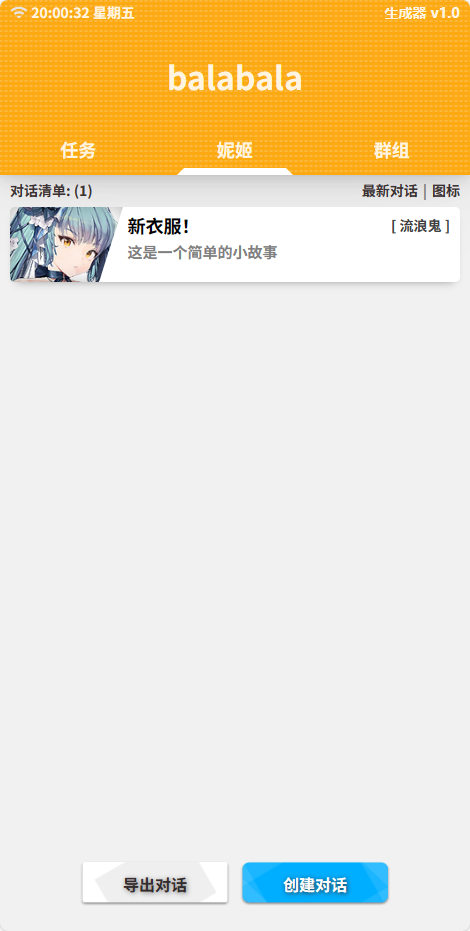 20:00:32 星期五 生成器 v1.0
balabala
任务 妮姬 群组
对话清单: (1) 最新对话 | 图标
新衣服! [ 流浪鬼 ]
这是一个简单的小故事
导出对话 创建对话